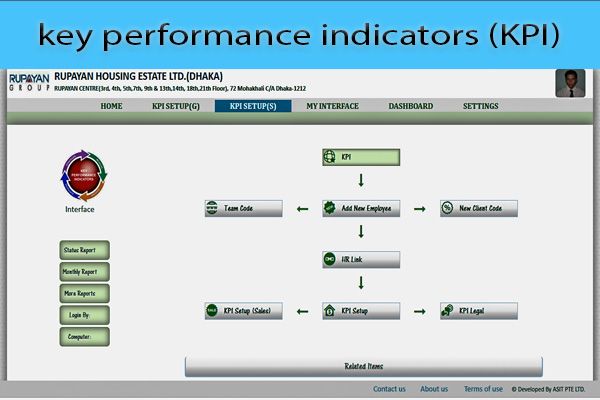 key performance indicators (KPI)
RUPAYAN HOUSING ESTATE LTD.(DHAKA)
RUPAYAN GROUP
RUPAYAN CENTRE(3rd, 4th, 5th,7th, 9th & 13th,14th, 18th,21th Floor), 72 Mohakhali C/A Dhaka-1212
HOME KPI SETUP(G) KPI SETUP(S) MY INTERFACE DASHBOARD SETTINGS
KPI
KEY
PERFORMANCE
INDICATORS
Interface
Team Code Add New Employee New Client Code
HR Link
Status Report
Monthly Report
More Reports
Login By:
Computer:
SALE KPI Setup (Sales) KPI Setup KPI Legal
Related Items
Contact us About us Terms of use © Developed By ASIT PTE LTD.